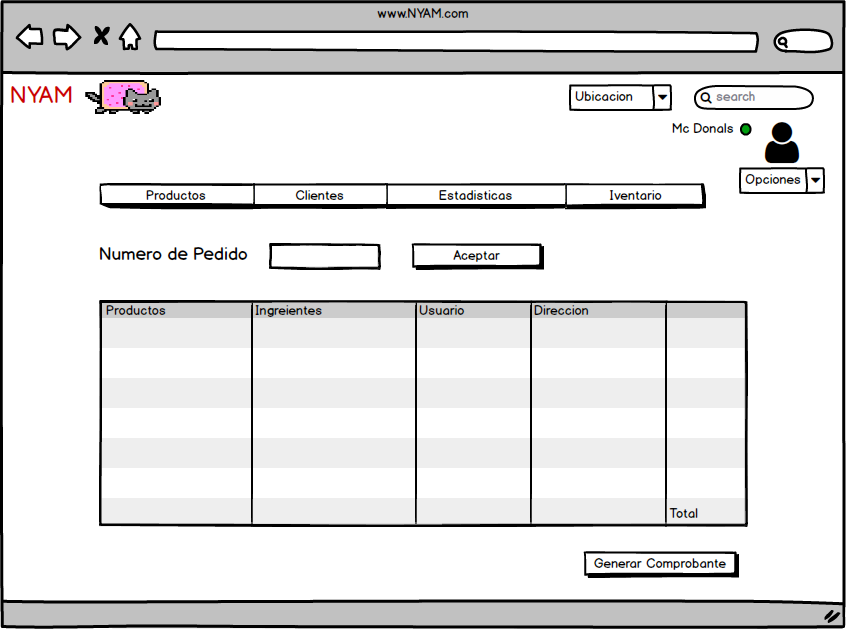 www.NYAM.com
NYAM
Ubicacion
search
Mc Donals
Opciones
Productos Clientes Estadisticas Iventario
Numero de Pedido Aceptar
Productos Ingreientes Usuario Direccion
Total
Generar Comprobante